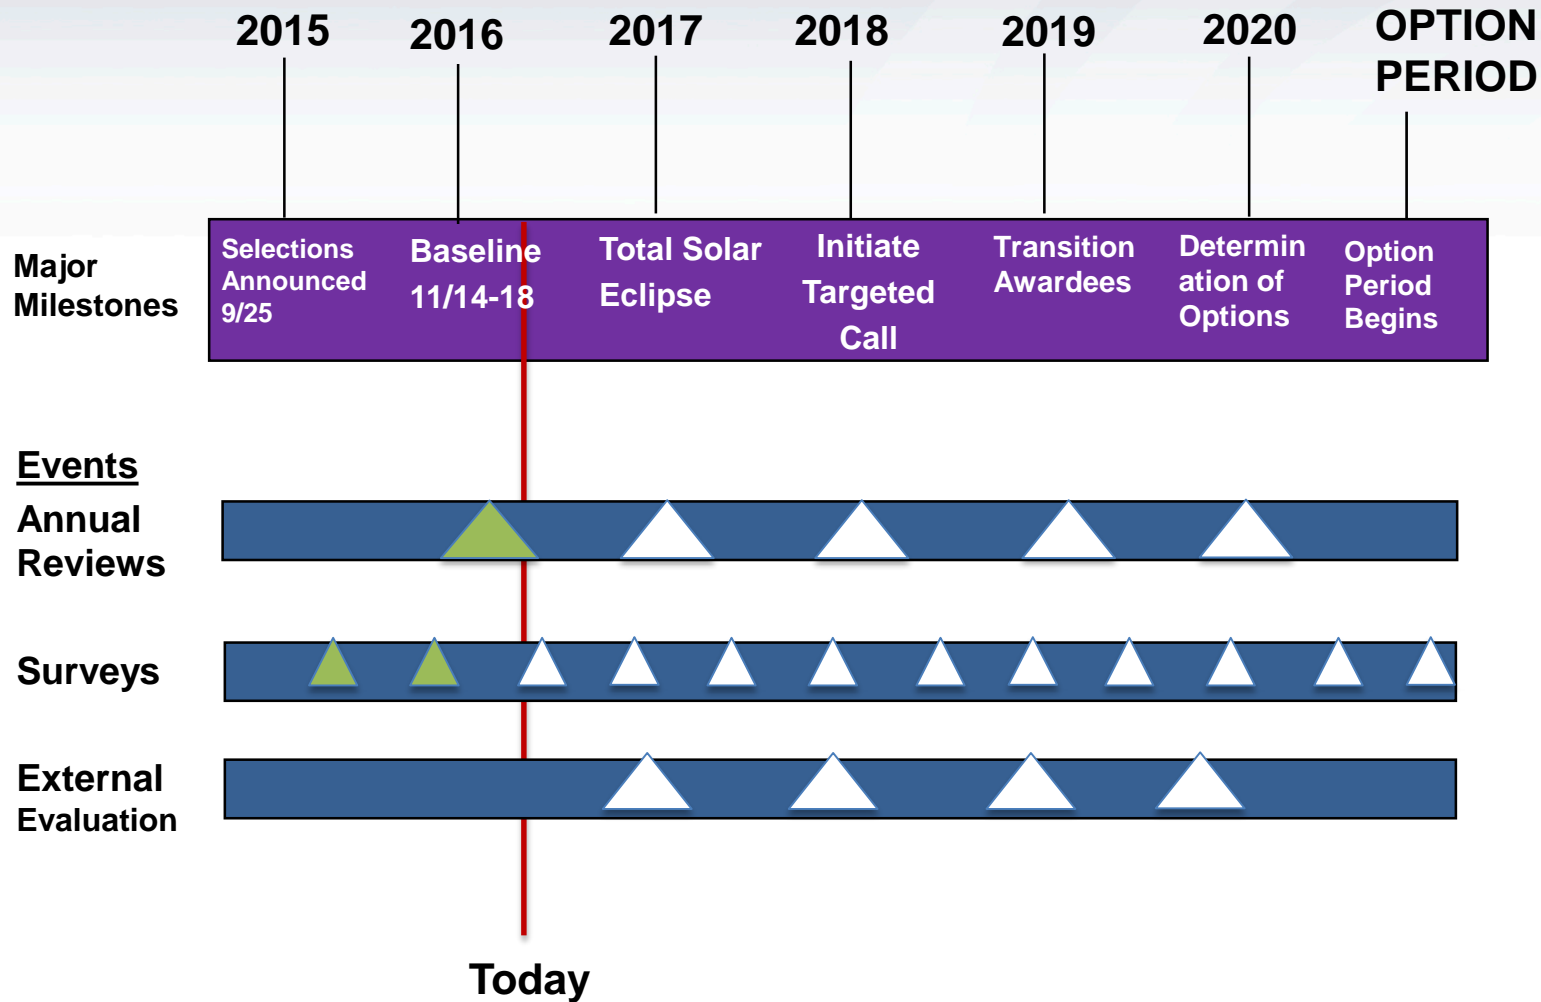 2015
2016
2017
2018
2019
2020
OPTION
PERIOD
Major
Milestones
Selections
Announced
9/25
Baseline
11/14-18
Total Solar
Eclipse
Initiate
Targeted
Call
Transition
Awardees
Determin
ation of
Options
Option
Period
Begins
Events
Annual
Reviews
Surveys
External
Evaluation
Today